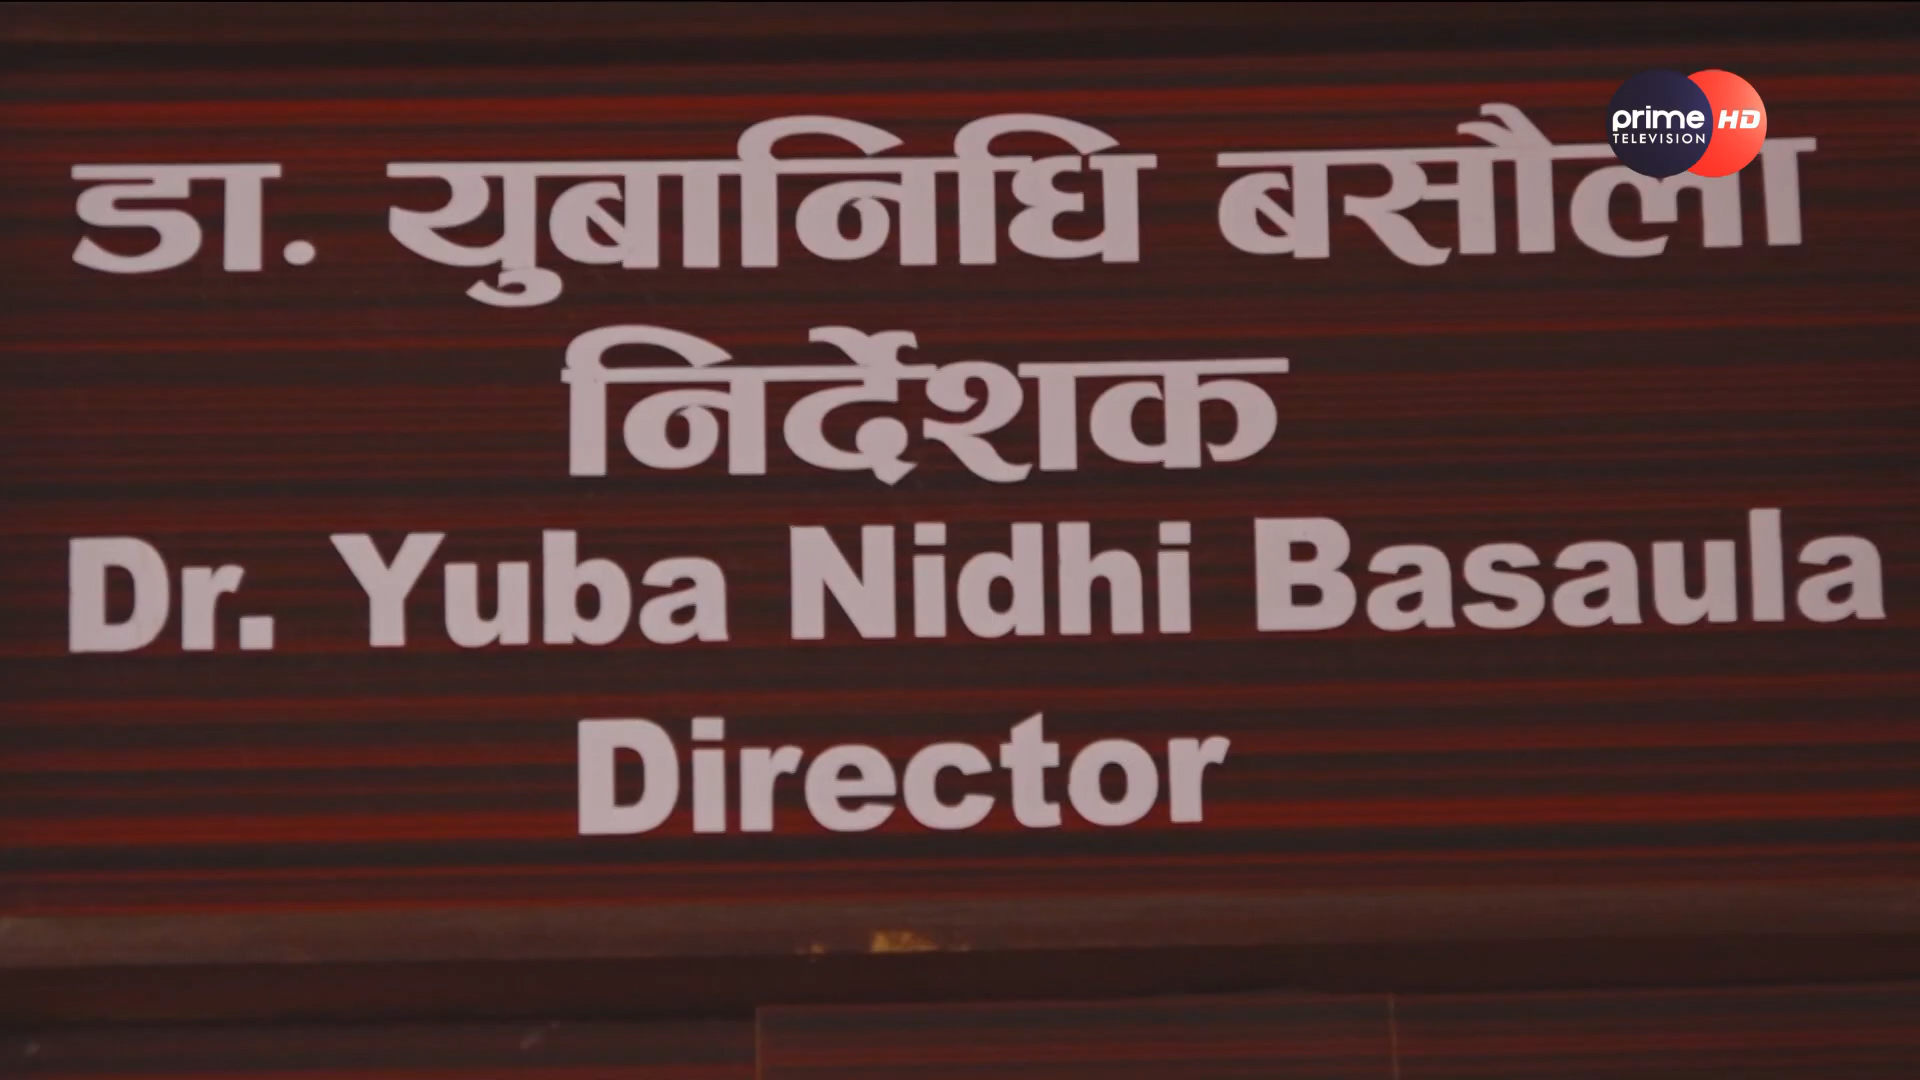 prime HD
TELEVISION
डा. युबानिधि बसौला
निर्देशक
Dr. Yuba Nidhi Basaula
Director